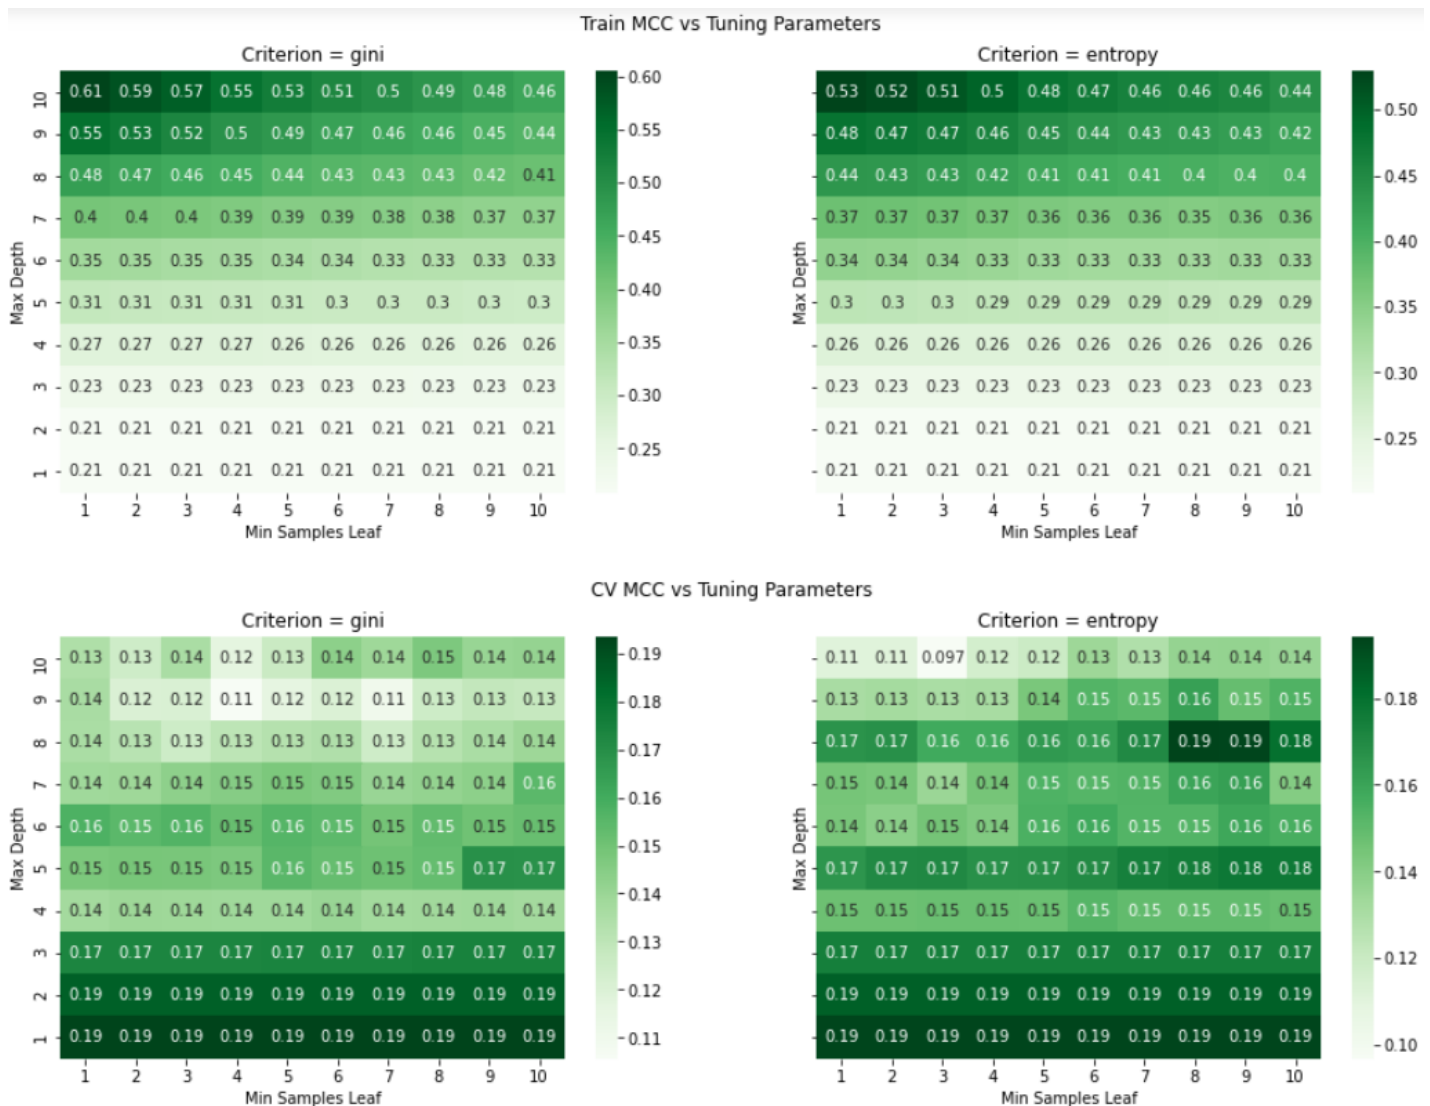 Train MCC vs Tuning Parameters
Criterion = gini
Max Depth
10 0.61 0.59 0.57 0.55 0.53 0.51 0.5 0.49 0.48 0.46
9 0.55 0.53 0.52 0.5 0.49 0.47 0.46 0.46 0.45 0.44
8 0.48 0.47 0.46 0.45 0.44 0.43 0.43 0.43 0.42 0.41
7 0.4 0.4 0.4 0.39 0.39 0.39 0.38 0.38 0.37 0.37
6 0.35 0.35 0.35 0.35 0.34 0.34 0.33 0.33 0.33 0.33
5 0.31 0.31 0.31 0.31 0.31 0.3 0.3 0.3 0.3 0.3
4 0.27 0.27 0.27 0.27 0.26 0.26 0.26 0.26 0.26 0.26
3 0.23 0.23 0.23 0.23 0.23 0.23 0.23 0.23 0.23 0.23
2 0.21 0.21 0.21 0.21 0.21 0.21 0.21 0.21 0.21 0.21
1 0.21 0.21 0.21 0.21 0.21 0.21 0.21 0.21 0.21 0.21
1 2 3 4 5 6 7 8 9 10
Min Samples Leaf
0.60
0.55
0.50
0.45
0.40
0.35
0.30
0.25
Criterion = entropy
Max Depth
0.53 0.52 0.51 0.5 0.48 0.47 0.46 0.46 0.46 0.44
0.48 0.47 0.47 0.46 0.45 0.44 0.43 0.43 0.43 0.42
0.44 0.43 0.43 0.42 0.41 0.41 0.41 0.4 0.4 0.4
0.37 0.37 0.37 0.37 0.36 0.36 0.36 0.35 0.36 0.36
0.34 0.34 0.34 0.33 0.33 0.33 0.33 0.33 0.33 0.33
0.3 0.3 0.3 0.29 0.29 0.29 0.29 0.29 0.29 0.29
0.26 0.26 0.26 0.26 0.26 0.26 0.26 0.26 0.26 0.26
0.23 0.23 0.23 0.23 0.23 0.23 0.23 0.23 0.23 0.23
0.21 0.21 0.21 0.21 0.21 0.21 0.21 0.21 0.21 0.21
0.21 0.21 0.21 0.21 0.21 0.21 0.21 0.21 0.21 0.21
1 2 3 4 5 6 7 8 9 10
Min Samples Leaf
0.50
0.45
0.40
0.35
0.30
0.25
CV MCC vs Tuning Parameters
Criterion = gini
Max Depth
10 0.13 0.13 0.14 0.12 0.13 0.14 0.14 0.15 0.14 0.14
9 0.14 0.12 0.12 0.11 0.12 0.12 0.11 0.13 0.13 0.13
8 0.14 0.13 0.13 0.13 0.13 0.13 0.13 0.13 0.14 0.14
7 0.14 0.14 0.14 0.15 0.15 0.15 0.14 0.14 0.14 0.16
6 0.16 0.15 0.16 0.15 0.16 0.15 0.15 0.15 0.15 0.15
5 0.15 0.15 0.15 0.15 0.16 0.15 0.15 0.15 0.17 0.17
4 0.14 0.14 0.14 0.14 0.14 0.14 0.14 0.14 0.14 0.14
3 0.17 0.17 0.17 0.17 0.17 0.17 0.17 0.17 0.17 0.17
2 0.19 0.19 0.19 0.19 0.19 0.19 0.19 0.19 0.19 0.19
1 0.19 0.19 0.19 0.19 0.19 0.19 0.19 0.19 0.19 0.19
1 2 3 4 5 6 7 8 9 10
Min Samples Leaf
0.19
0.18
0.17
0.16
0.15
0.14
0.13
0.12
0.11
Criterion = entropy
Max Depth
0.11 0.11 0.097 0.12 0.12 0.13 0.13 0.14 0.14 0.14
0.13 0.13 0.13 0.13 0.14 0.15 0.15 0.16 0.15 0.15
0.17 0.17 0.16 0.16 0.16 0.16 0.17 0.19 0.19 0.18
0.15 0.14 0.14 0.14 0.15 0.15 0.15 0.16 0.16 0.14
0.14 0.14 0.15 0.14 0.16 0.16 0.15 0.15 0.16 0.16
0.17 0.17 0.17 0.17 0.17 0.17 0.17 0.18 0.18 0.18
0.15 0.15 0.15 0.15 0.15 0.15 0.15 0.15 0.15 0.15
0.17 0.17 0.17 0.17 0.17 0.17 0.17 0.17 0.17 0.17
0.19 0.19 0.19 0.19 0.19 0.19 0.19 0.19 0.19 0.19
0.19 0.19 0.19 0.19 0.19 0.19 0.19 0.19 0.19 0.19
1 2 3 4 5 6 7 8 9 10
Min Samples Leaf
0.18
0.16
0.14
0.12
0.10